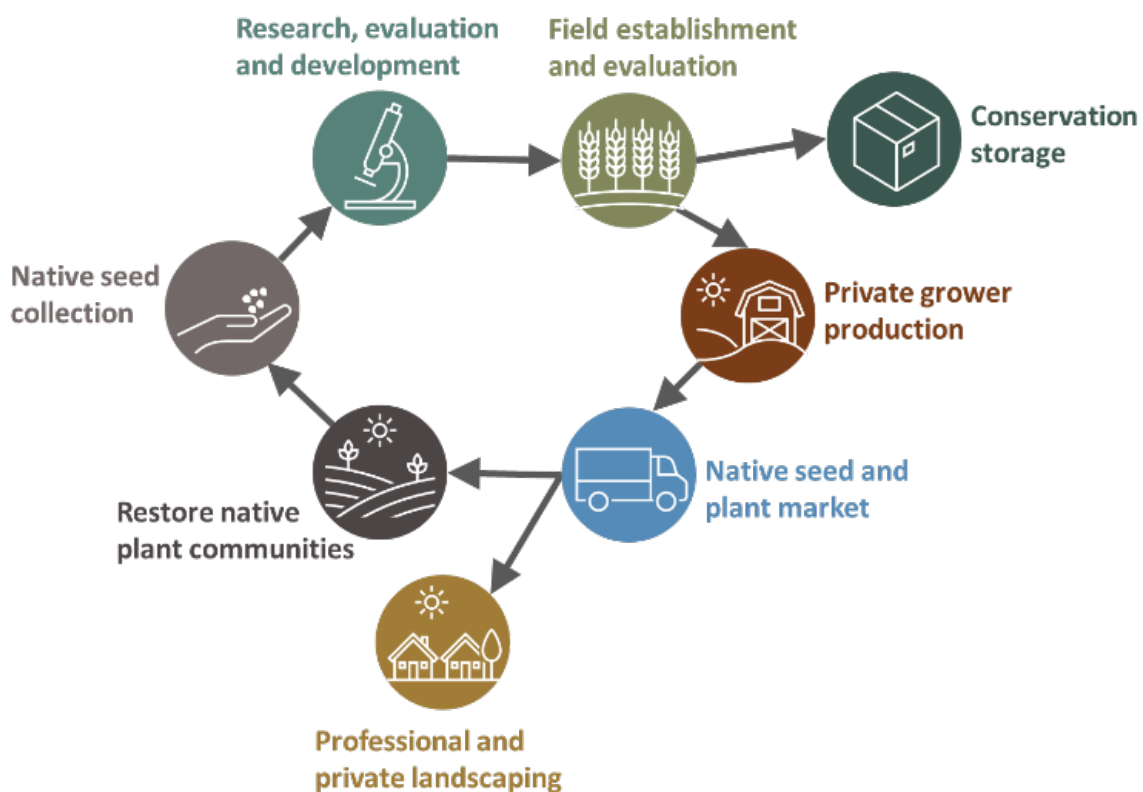 Research, evaluation
and development
Field establishment
and evaluation
Conservation
storage
Native seed
collection
Private grower
production
Native seed and
plant market
Restore native
plant communities
Professional and
private landscaping